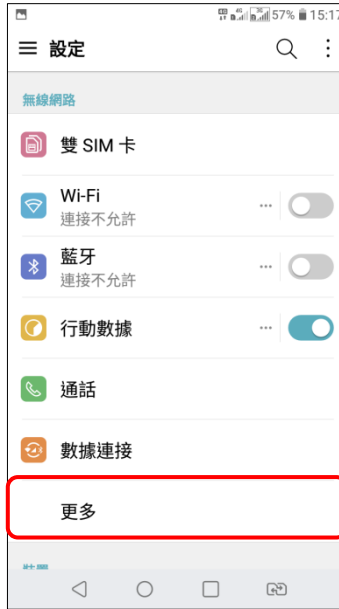 57% 15:17
設定
無線網路
雙 SIM 卡
Wi-Fi
連接不允許
藍牙
連接不允許
行動數據
通話
數據連接
更多